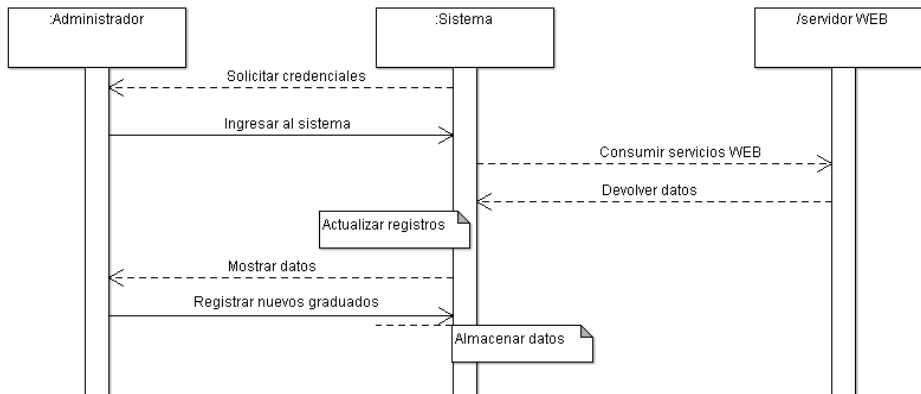 :Administrador
:Sistema
/servidor WEB
Solicitar credenciales
Ingresar al sistema
Consumir servicios WEB
Devolver datos
Actualizar registros
Mostrar datos
Registrar nuevos graduados
Almacenar datos